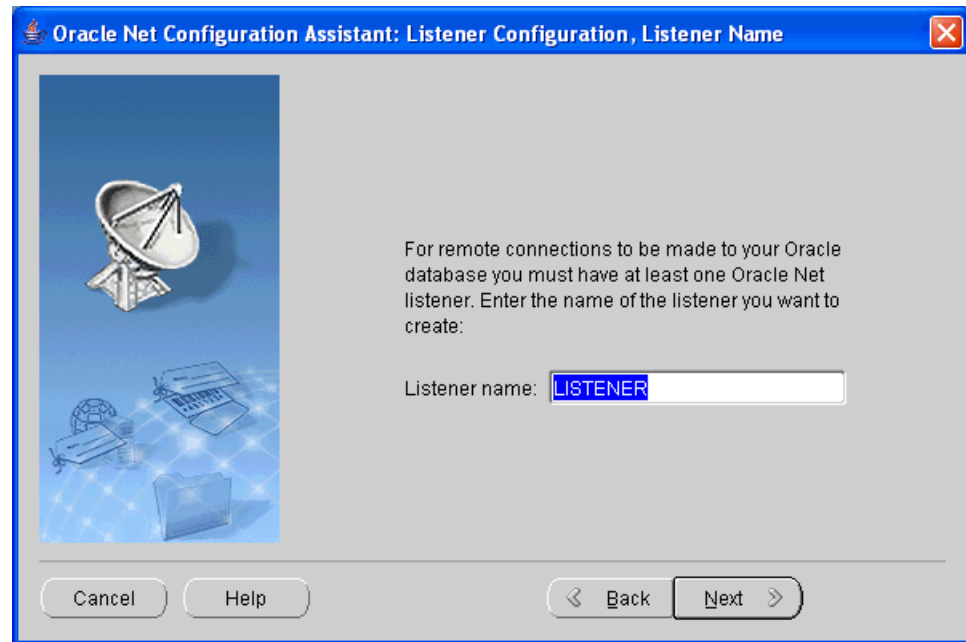 Oracle Net Configuration Assistant: Listener Configuration, Listener Name
For remote connections to be made to your Oracle
database you must have at least one Oracle Net
listener. Enter the name of the listener you want to
create:
Listener name: LISTENER
Cancel Help Back Next